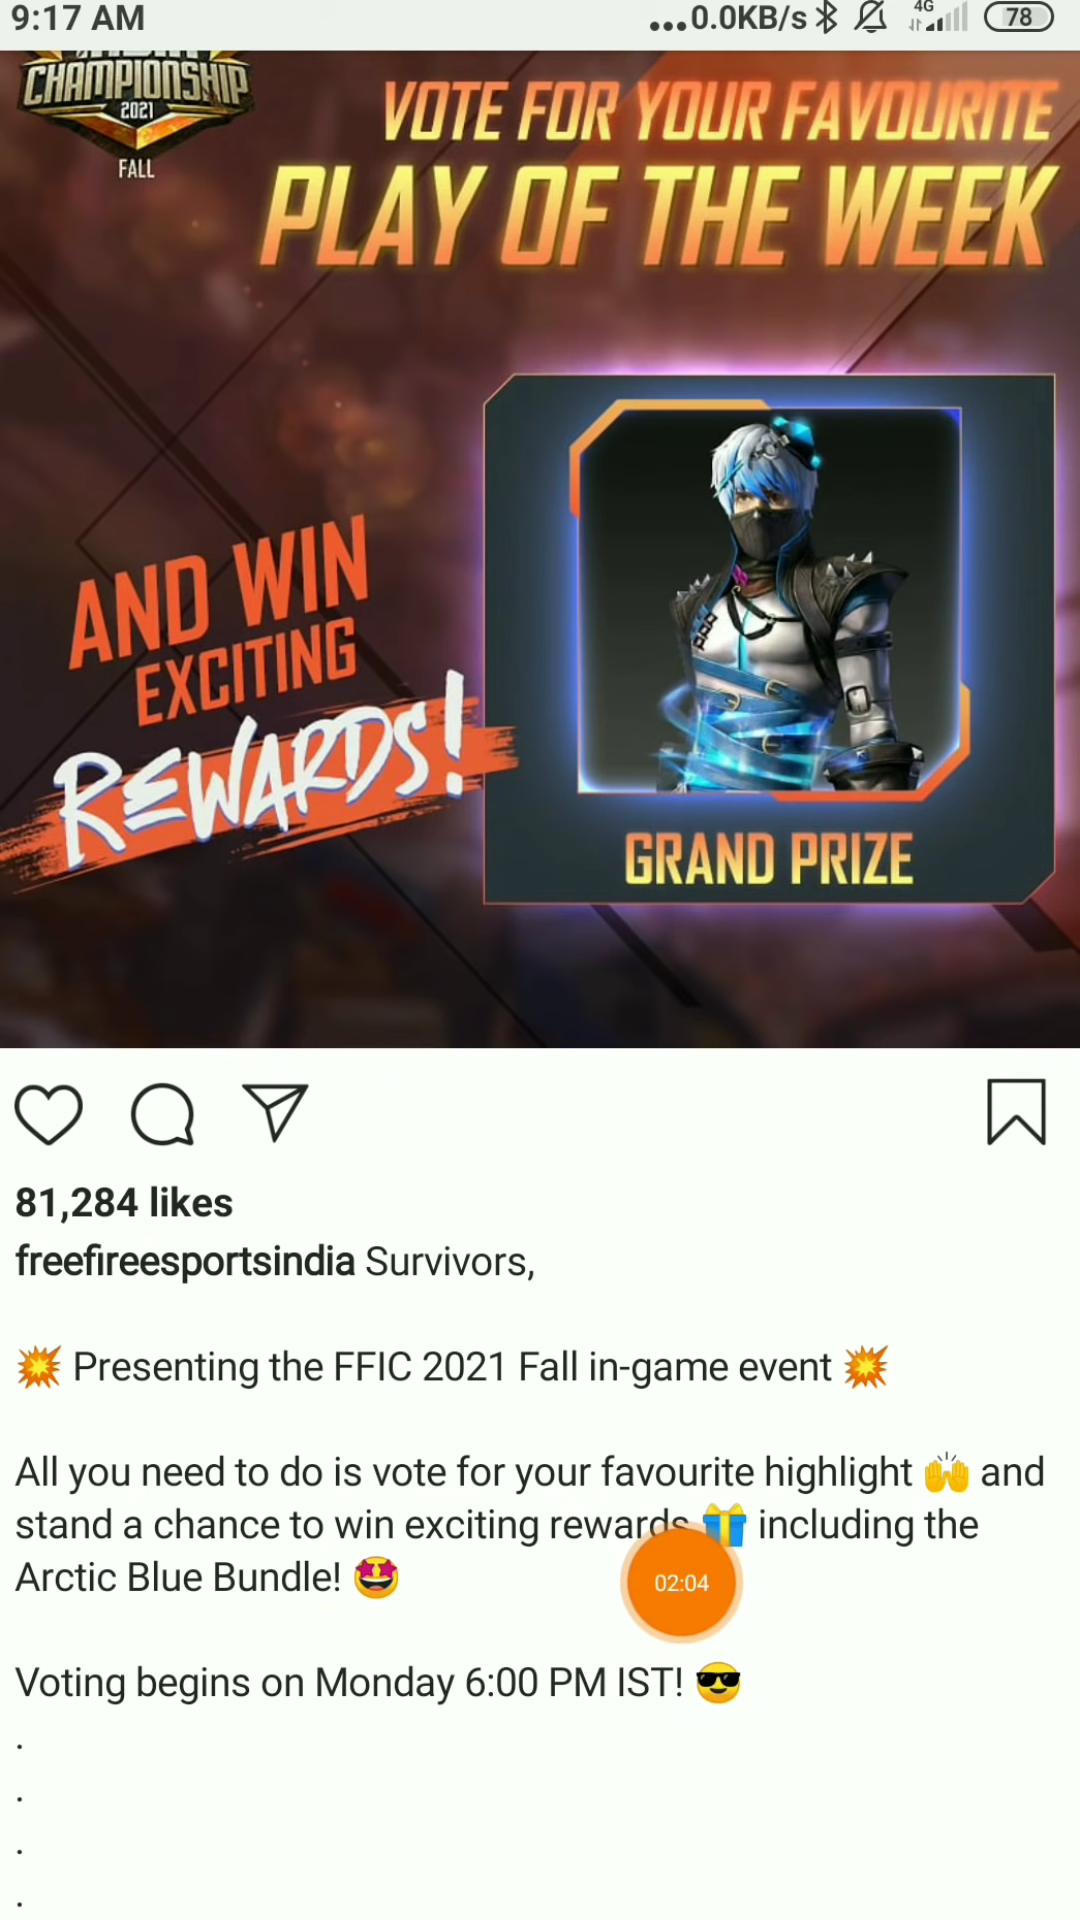 9:17 AM
...0.0KB/s 4G 78
CHAMPIONSHIP
2021
FALL
VOTE FOR YOUR FAVOURITE
PLAY OF THE WEEK
AND WIN
EXCITING
REWARDS!
GRAND PRIZE
81,284 likes
freefireesportsindia Survivors,
💥 Presenting the FFIC 2021 Fall in-game event 💥
All you need to do is vote for your favourite highlight 🙌 and
stand a chance to win exciting rewards 🎁 including the
Arctic Blue Bundle! 🤩
02:04
Voting begins on Monday 6:00 PM IST! 😎
.
.
.
.